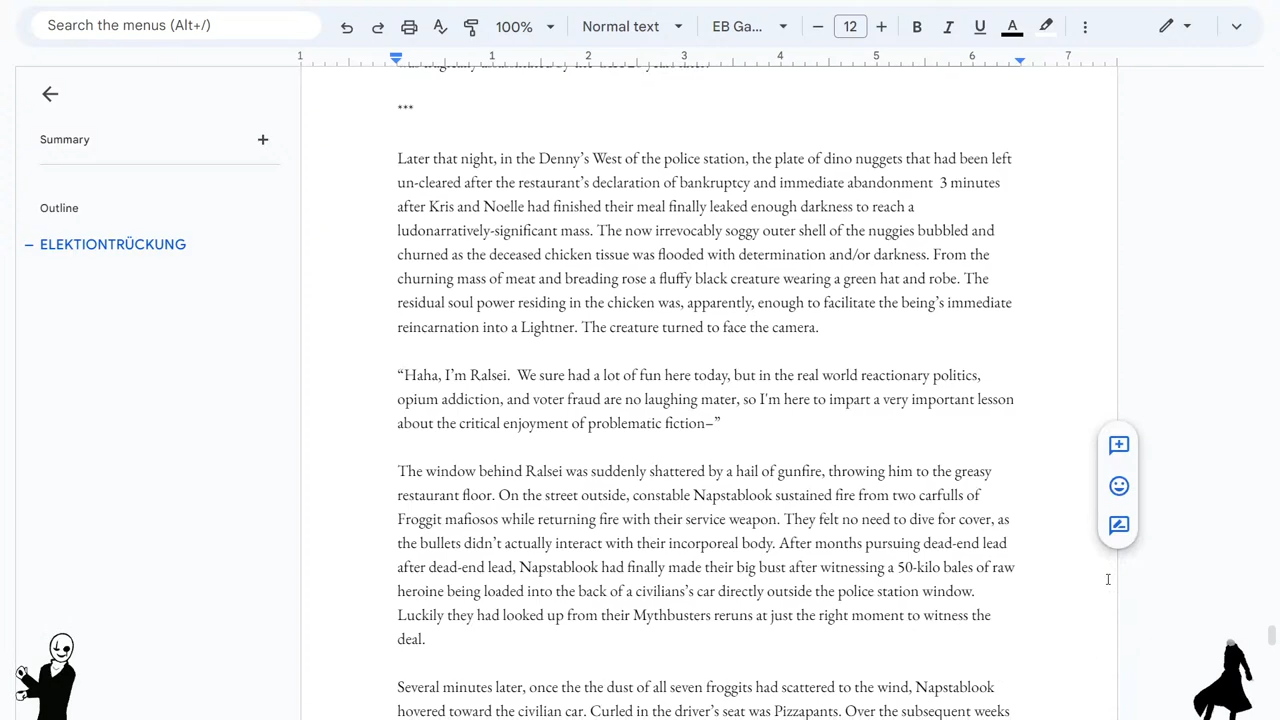 Search the menus (Alt+/)
100%
Normal text
EB Ga...
12
B
I
U
A
1
1
2
3
4
5
6
7
Summary
Outline
ELEKTIONTRÜCKUNG
***
Later that night, in the Denny’s West of the police station, the plate of dino nuggets that had been left
un-cleared after the restaurant’s declaration of bankruptcy and immediate abandonment  3 minutes
after Kris and Noelle had finished their meal finally leaked enough darkness to reach a
ludonarratively-significant mass. The now irrevocably soggy outer shell of the nuggies bubbled and
churned as the deceased chicken tissue was flooded with determination and/or darkness. From the
churning mass of meat and breading rose a fluffy black creature wearing a green hat and robe. The
residual soul power residing in the chicken was, apparently, enough to facilitate the being’s immediate
reincarnation into a Lightner. The creature turned to face the camera.
“Haha, I’m Ralsei.  We sure had a lot of fun here today, but in the real world reactionary politics,
opium addiction, and voter fraud are no laughing mater, so I'm here to impart a very important lesson
about the critical enjoyment of problematic fiction–”
The window behind Ralsei was suddenly shattered by a hail of gunfire, throwing him to the greasy
restaurant floor. On the street outside, constable Napstablook sustained fire from two carfulls of
Froggit mafiosos while returning fire with their service weapon. They felt no need to dive for cover, as
the bullets didn’t actually interact with their incorporeal body. After months pursuing dead-end lead
after dead-end lead, Napstablook had finally made their big bust after witnessing a 50-kilo bales of raw
heroine being loaded into the back of a civilians’s car directly outside the police station window.
Luckily they had looked up from their Mythbusters reruns at just the right moment to witness the
deal.
Several minutes later, once the the dust of all seven froggits had scattered to the wind, Napstablook
hovered toward the civilian car. Curled in the driver’s seat was Pizzapants. Over the subsequent weeks